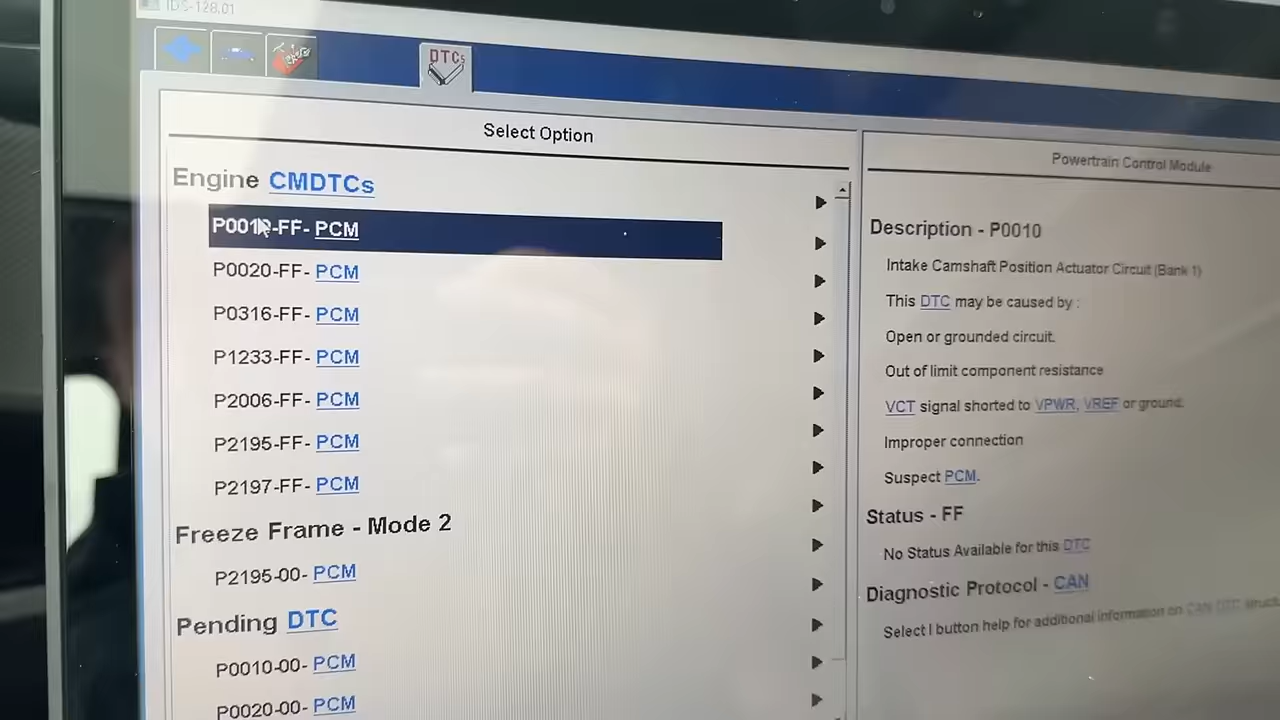 IDS-128.01
DTCs
Select Option
Engine CMDTCs
P0010-FF- PCM
P0020-FF- PCM
P0316-FF- PCM
P1233-FF- PCM
P2006-FF- PCM
P2195-FF- PCM
P2197-FF- PCM
Freeze Frame - Mode 2
P2195-00- PCM
Pending DTC
P0010-00- PCM
P0020-00- PCM
Powertrain Control Module
Description - P0010
Intake Camshaft Position Actuator Circuit (Bank 1)
This DTC may be caused by :
Open or grounded circuit.
Out of limit component resistance
VCT signal shorted to VPWR, VREF or ground.
Improper connection
Suspect PCM.
Status - FF
No Status Available for this DTC
Diagnostic Protocol - CAN
Select I button help for additional information on CAN DTC